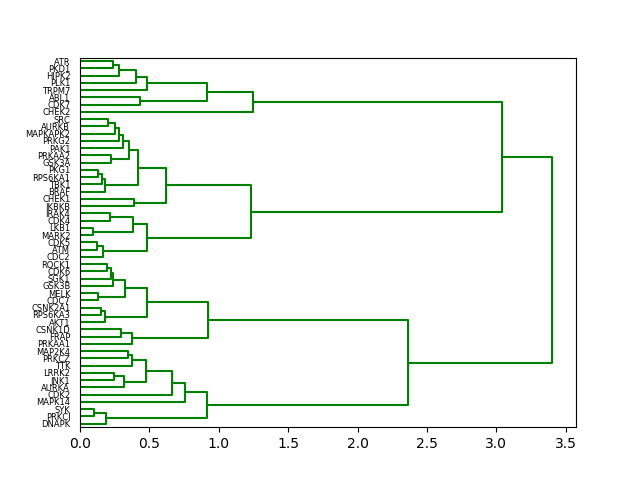 ATR
PKD1
HIPK2
PLK1
TRPM7
ABL1
CDK7
CHEK2
SRC
AURKB
MAPKAPK2
PRKG2
PAK1
PRKAA2
GSK3A
PKG1
RPS6KA1
TBK1
BRAF
CHEK1
IKBKB
IRAK4
CDK4
LKB1
MARK2
CDK5
ATM
CDC2
ROCK1
CDK6
SGK1
GSK3B
MELK
CDC7
CSNK2A1
RPS6KA3
AKT1
CSNK1D
FRAP
PRKAA1
MAP2K4
PRKCZ
TTK
LRRK2
JNK1
AURKA
CDK2
MAPK14
SYK
PRKCI
DNAPK
0.0 0.5 1.0 1.5 2.0 2.5 3.0 3.5